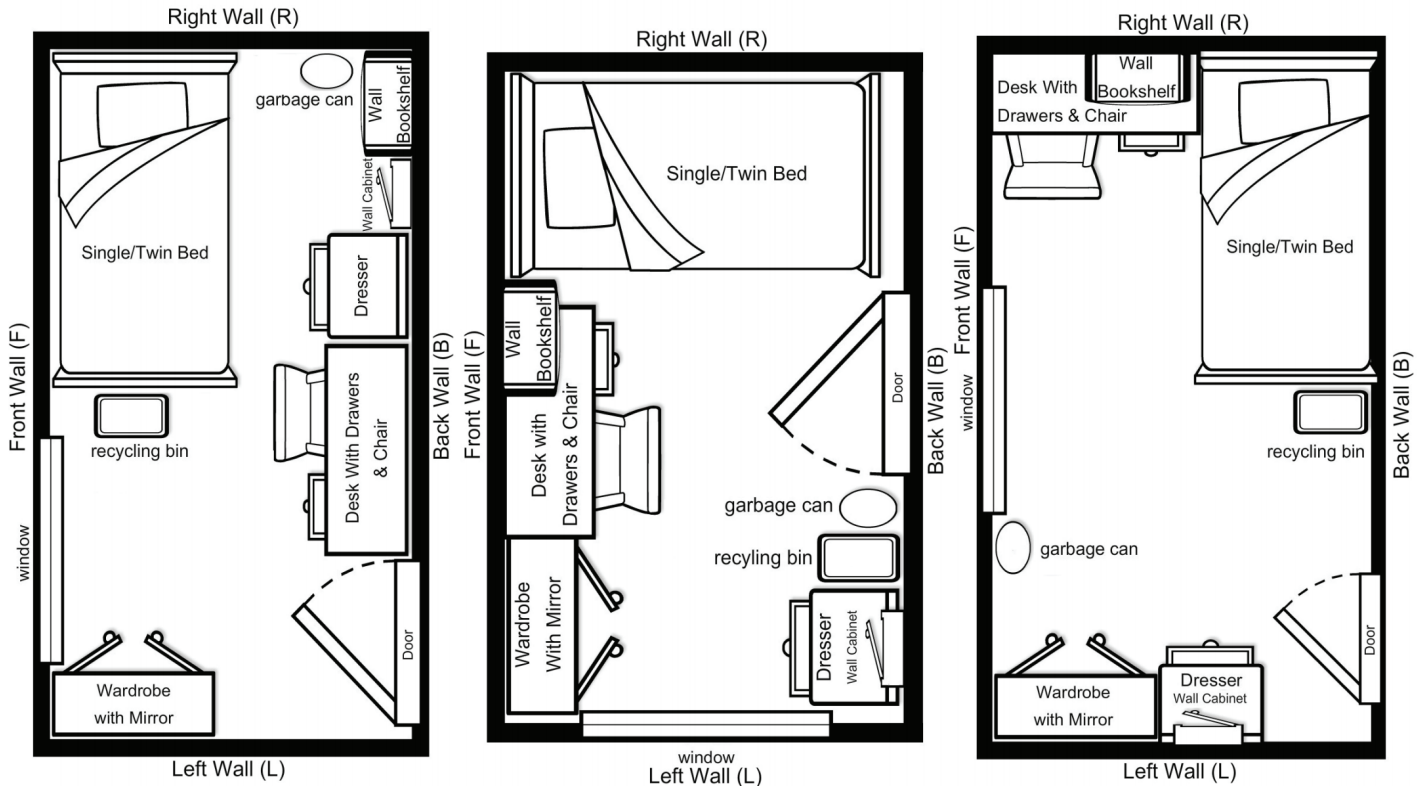 Right Wall (R)
garbage can
Wall
Bookshelf
Wall Cabinet
Single/Twin Bed
Dresser
Front Wall (F)
window
recycling bin
Desk With Drawers
& Chair
Back Wall (B)
Door
Wardrobe
with Mirror
Left Wall (L)
Right Wall (R)
Single/Twin Bed
Wall
Bookshelf
Front Wall (F)
Desk with
Drawers & Chair
Door
Back Wall (B)
garbage can
recyling bin
Wardrobe
With Mirror
Dresser
Wall Cabinet
window
Left Wall (L)
Right Wall (R)
Desk With
Drawers & Chair
Wall
Bookshelf
Single/Twin Bed
Front Wall (F)
window
recycling bin
Back Wall (B)
garbage can
Door
Wardrobe
with Mirror
Dresser
Wall Cabinet
Left Wall (L)